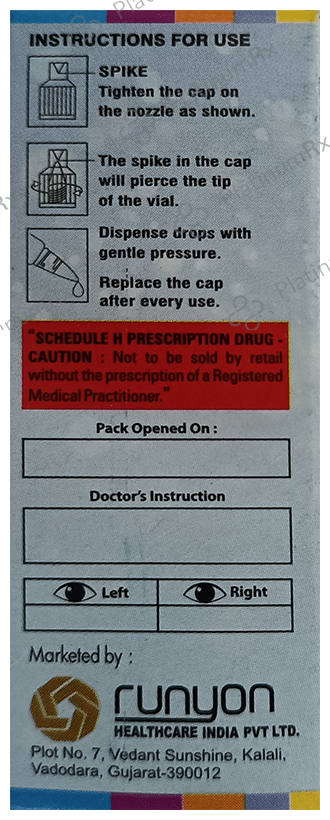 INSTRUCTIONS FOR USE
SPIKE
Tighten the cap on
the nozzle as shown.
The spike in the cap
will pierce the tip
of the vial.
Dispense drops with
gentle pressure.
Replace the cap
after every use.
"SCHEDULE H PRESCRIPTION DRUG -
CAUTION : Not to be sold by retail
without the prescription of a Registered
Medical Practitioner."
Pack Opened On :
Doctor's Instruction
Left Right
Marketed by :
runyon
HEALTHCARE INDIA PVT LTD.
Plot No. 7, Vedant Sunshine, Kalali,
Vadodara, Gujarat-390012